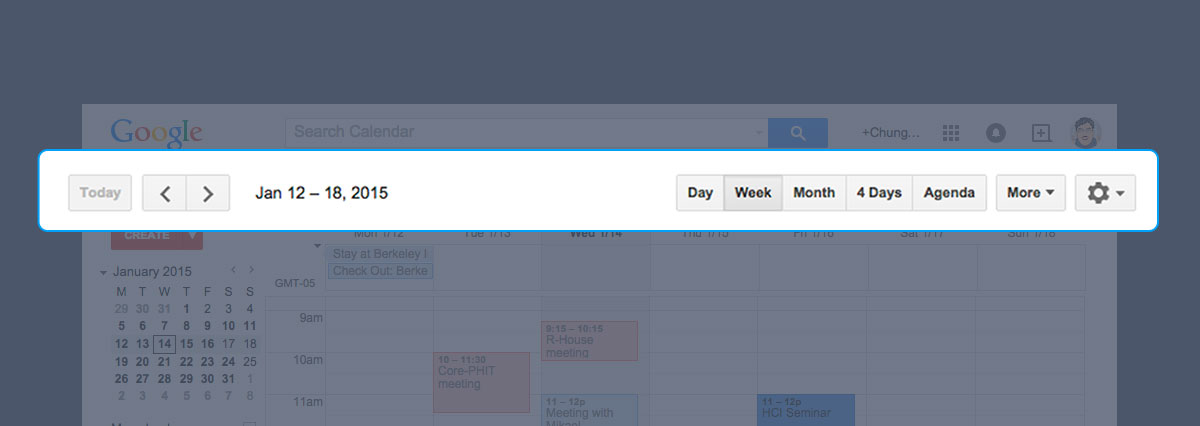 Google
Search Calendar
+Chung...
Today
Jan 12 – 18, 2015
Day Week Month 4 Days Agenda More
CREATE
Mon 1/12 Tue 1/13 Wed 1/14 Thu 1/15 Fri 1/16 Sat 1/17 Sun 1/18
Stay at Berkeley I
Check Out: Berke
GMT-05
January 2015
M T W T F S S
29 30 31 1 2 3 4
5 6 7 8 9 10 11
12 13 14 15 16 17 18
19 20 21 22 23 24 25
26 27 28 29 30 31 1
2 3 4 5 6 7 8
9am
10am
11am
10 – 11:30
Core-PHIT
meeting
9:15 – 10:15
R-House
meeting
11 – 12p
Meeting with
11 – 12p
HCI Seminar